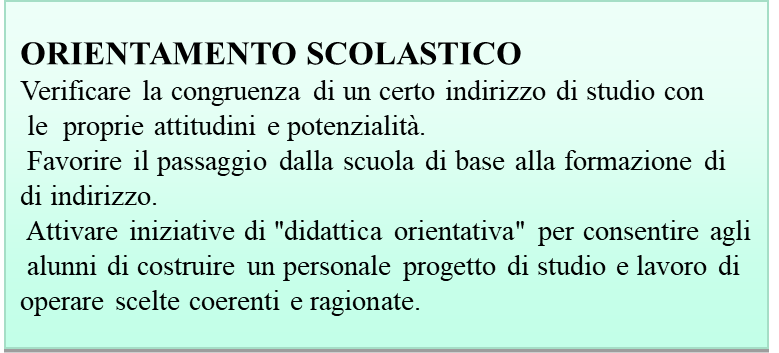 ORIENTAMENTO SCOLASTICO
Verificare la congruenza di un certo indirizzo di studio con
le proprie attitudini e potenzialità.
Favorire il passaggio dalla scuola di base alla formazione di
di indirizzo.
Attivare iniziative di "didattica orientativa" per consentire agli
alunni di costruire un personale progetto di studio e lavoro di
operare scelte coerenti e ragionate.